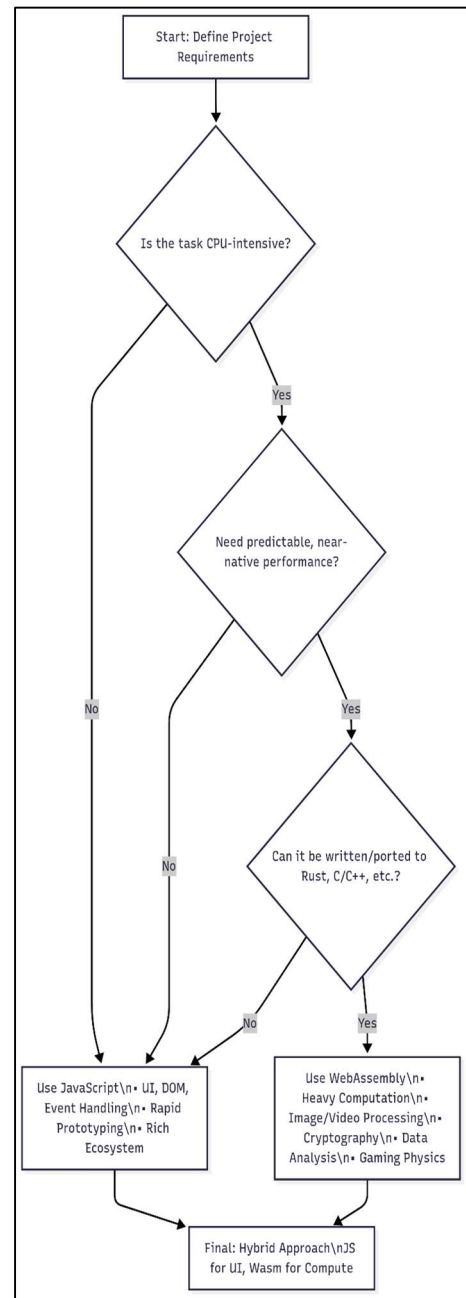 Start: Define Project
Requirements
Is the task CPU-intensive?
Yes
Need predictable, near-
native performance?
No
Yes
Can it be written/ported to
Rust, C/C++, etc.?
No
No
Yes
Use JavaScript\n▪ UI, DOM,
Event Handling\n▪ Rapid
Prototyping\n▪ Rich
Ecosystem
Use WebAssembly\n▪
Heavy Computation\n▪
Image/Video Processing\n▪
Cryptography\n▪ Data
Analysis\n▪ Gaming Physics
Final: Hybrid Approach\nJS
for UI, Wasm for Compute